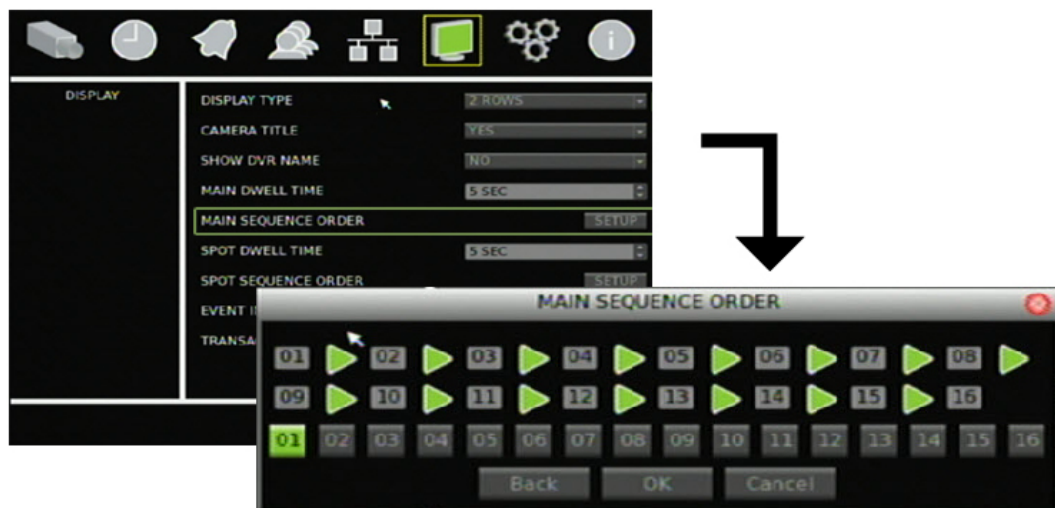 DISPLAY
DISPLAY TYPE 2 ROWS
CAMERA TITLE YES
SHOW DVR NAME NO
MAIN DWELL TIME 5 SEC
MAIN SEQUENCE ORDER SETUP
SPOT DWELL TIME 5 SEC
SPOT SEQUENCE ORDER SETUP
EVENT I
TRANSA
MAIN SEQUENCE ORDER
01 02 03 04 05 06 07 08
09 10 11 12 13 14 15 16
01 02 03 04 05 06 07 08 09 10 11 12 13 14 15 16
Back OK Cancel